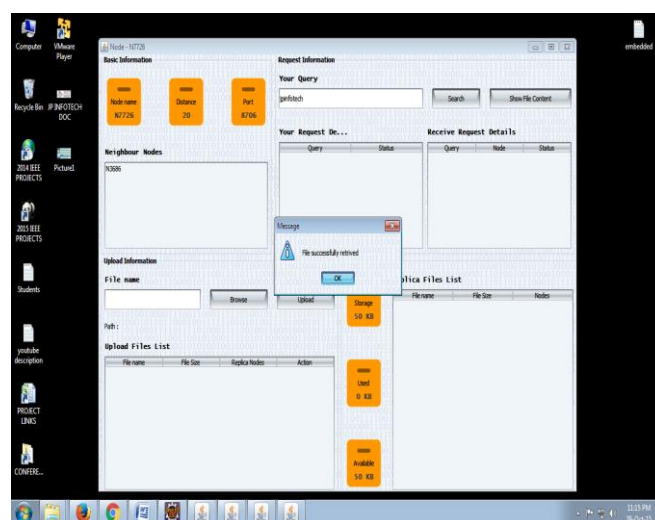 Computer
VMware
Player
Recycle Bin
JP INFOTECH
DOC
2014 IEEE
PROJECTS
Picture1
2015 IEEE
PROJECTS
Students
youtube
description
PROJECT
LINKS
CONFERE...
embedded
Node - N7726
Basic Information
Node name
N7726
Distance
20
Port
8706
Neighbour Nodes
N3686
Request Information
Your Query
jpinfotech
Search
Show File Content
Your Request De...
Query Status
Receive Request Details
Query Node Status
Message
File successfully retrived
OK
Upload Information
File name
Browse
Upload
Path :
Upload Files List
File name File Size Replica Nodes Action
Storage
50 KB
Used
0 KB
Available
50 KB
plica Files List
File name File Size Nodes
11:15 PM